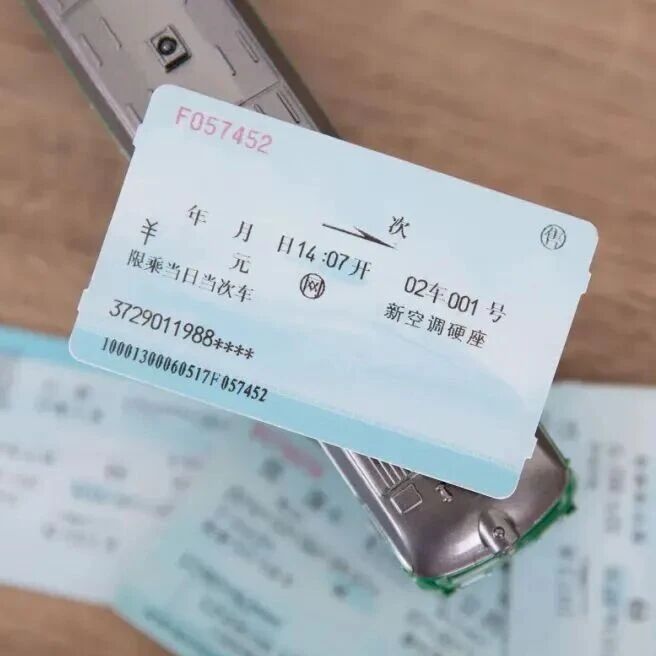 F057452
次
售
年 月 日14:07开 02车001号
¥ 元 网 新空调硬座
限乘当日当次车
3729011988****
10001300060517F057452